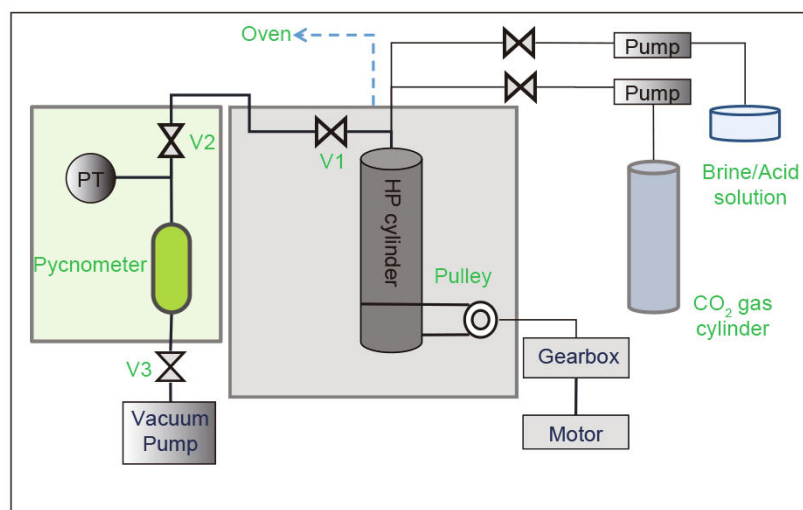 Oven
Pump
Pump
V2
V1
PT
HP cylinder
Brine/Acid
solution
Pycnometer
Pulley
CO₂ gas
cylinder
V3
Gearbox
Vacuum
Pump
Motor